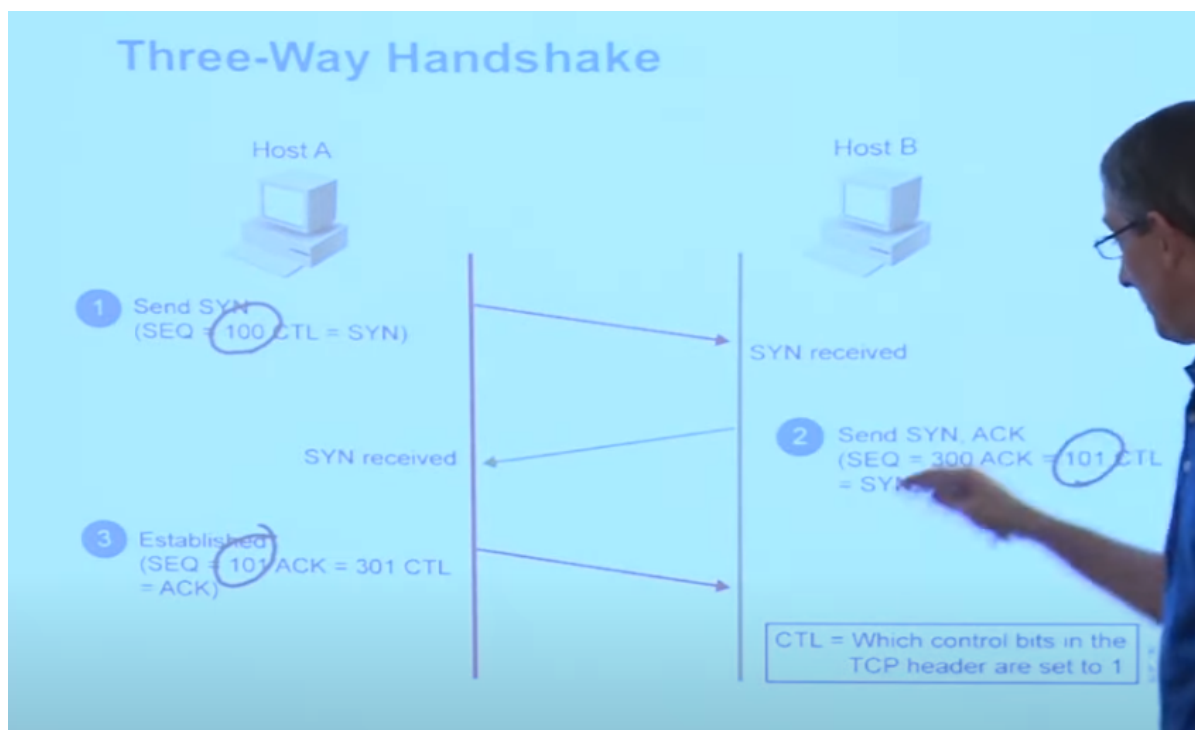 Three-Way Handshake
Host A
Host B
1 Send SYN
(SEQ = 100 CTL = SYN)
SYN received
2 Send SYN, ACK
(SEQ = 300 ACK = 101 CTL
= SYN
SYN received
3 Established
(SEQ = 101 ACK = 301 CTL
= ACK)
CTL = Which control bits in the
TCP header are set to 1